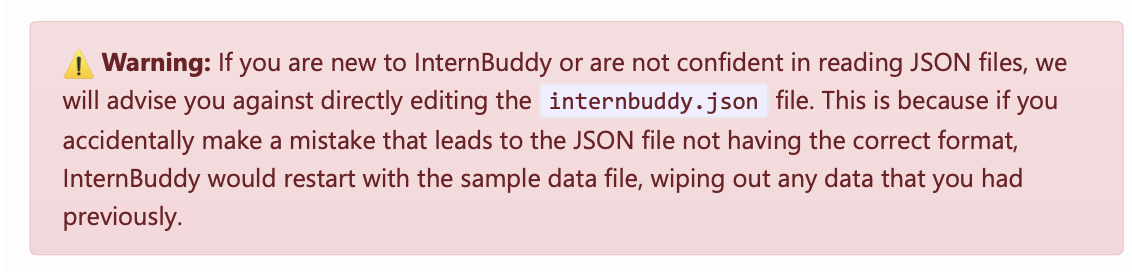 ⚠️ Warning: If you are new to InternBuddy or are not confident in reading JSON files, we
will advise you against directly editing the internbuddy.json file. This is because if you
accidentally make a mistake that leads to the JSON file not having the correct format,
InternBuddy would restart with the sample data file, wiping out any data that you had
previously.